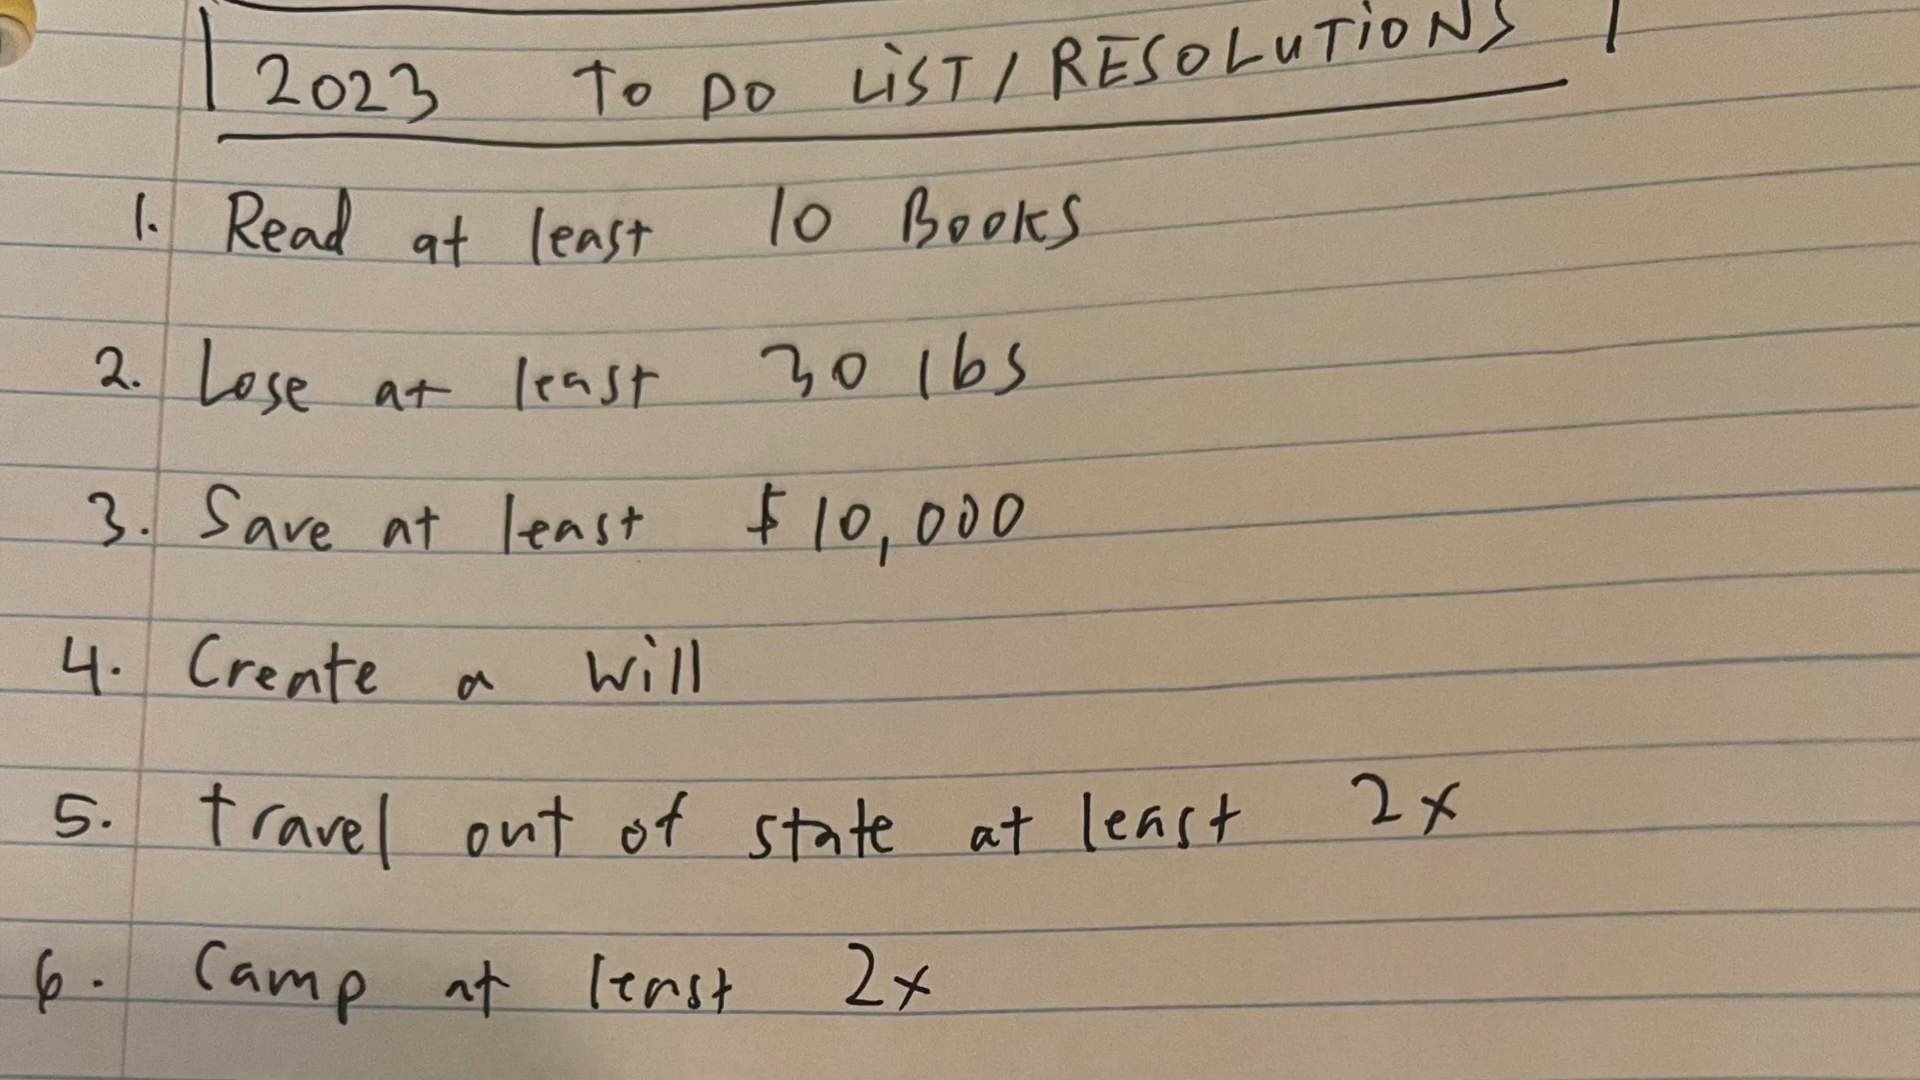 2023 TO DO LiST/RESOLUTiONS
1. Read at least 10 Books
2. Lose at least 30 lbs
3. Save at least $10,000
4. Create a Will
5. travel out of state at least 2x
6. Camp at least 2x